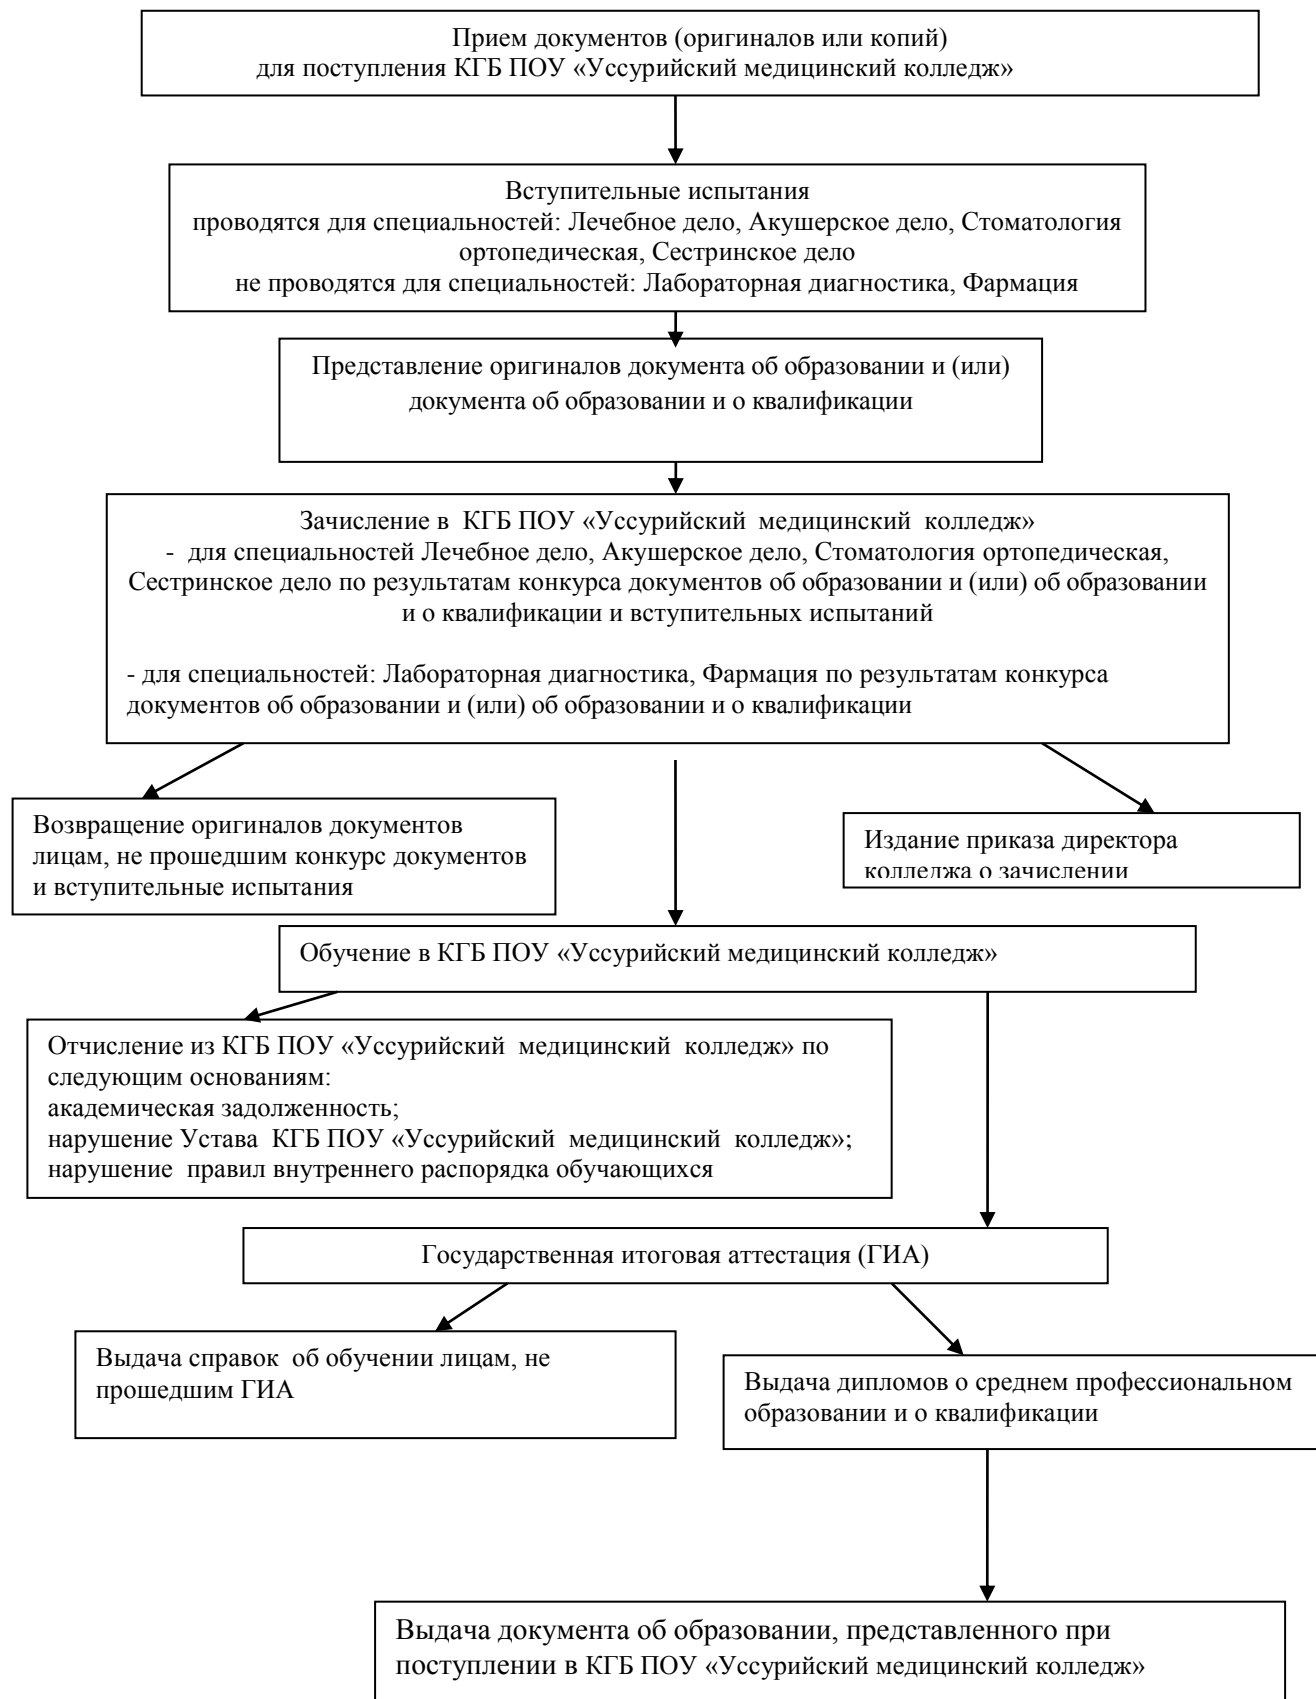 Прием документов (оригиналов или копий)
для поступления КГБ ПОУ «Уссурийский медицинский колледж»
Вступительные испытания
проводятся для специальностей: Лечебное дело, Акушерское дело, Стоматология
ортопедическая, Сестринское дело
не проводятся для специальностей: Лабораторная диагностика, Фармация
Представление оригиналов документа об образовании и (или)
документа об образовании и о квалификации
Зачисление в КГБ ПОУ «Уссурийский медицинский колледж»
- для специальностей Лечебное дело, Акушерское дело, Стоматология ортопедическая,
Сестринское дело по результатам конкурса документов об образовании и (или) об образовании
и о квалификации и вступительных испытаний
- для специальностей: Лабораторная диагностика, Фармация по результатам конкурса
документов об образовании и (или) об образовании и о квалификации
Возвращение оригиналов документов
лицам, не прошедшим конкурс документов
и вступительные испытания
Издание приказа директора
колледжа о зачислении
Обучение в КГБ ПОУ «Уссурийский медицинский колледж»
Отчисление из КГБ ПОУ «Уссурийский медицинский колледж» по
следующим основаниям:
академическая задолженность;
нарушение Устава КГБ ПОУ «Уссурийский медицинский колледж»;
нарушение правил внутреннего распорядка обучающихся
Государственная итоговая аттестация (ГИА)
Выдача справок об обучении лицам, не
прошедшим ГИА
Выдача дипломов о среднем профессиональном
образовании и о квалификации
Выдача документа об образовании, представленного при
поступлении в КГБ ПОУ «Уссурийский медицинский колледж»